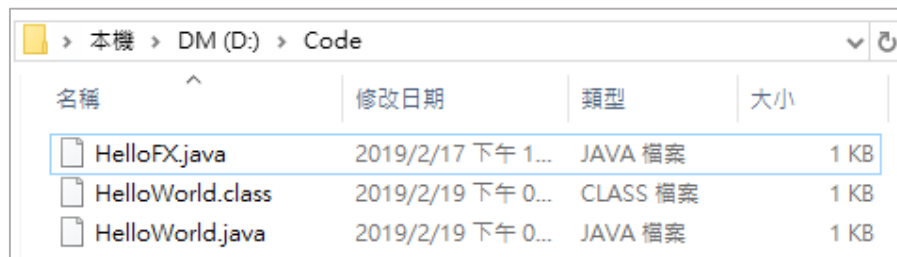 本機 > DM (D:) > Code
名稱 修改日期 類型 大小
HelloFX.java 2019/2/17 下午 1... JAVA 檔案 1 KB
HelloWorld.class 2019/2/19 下午 0... CLASS 檔案 1 KB
HelloWorld.java 2019/2/19 下午 0... JAVA 檔案 1 KB